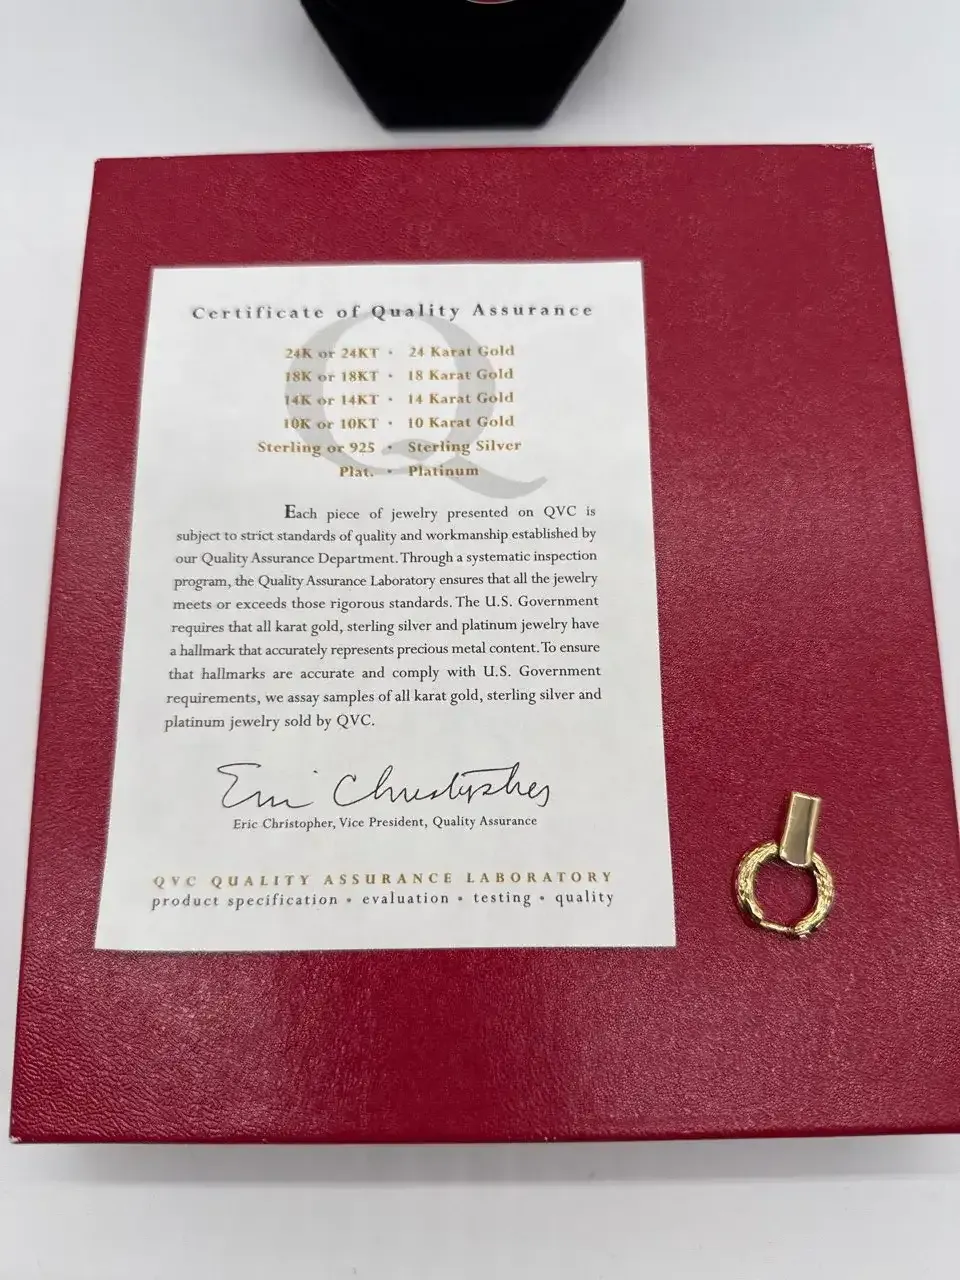 Certificate of Quality Assurance
24K or 24KT • 24 Karat Gold
18K or 18KT • 18 Karat Gold
14K or 14KT • 14 Karat Gold
10K or 10KT • 10 Karat Gold
Sterling or 925 • Sterling Silver
Plat. • Platinum
Each piece of jewelry presented on QVC is
subject to strict standards of quality and workmanship established by
our Quality Assurance Department. Through a systematic inspection
program, the Quality Assurance Laboratory ensures that all the jewelry
meets or exceeds those rigorous standards. The U.S. Government
requires that all karat gold, sterling silver and platinum jewelry have
a hallmark that accurately represents precious metal content. To ensure
that hallmarks are accurate and comply with U.S. Government
requirements, we assay samples of all karat gold, sterling silver and
platinum jewelry sold by QVC.
Eric Christopher
Eric Christopher, Vice President, Quality Assurance
QVC QUALITY ASSURANCE LABORATORY
product specification • evaluation • testing • quality